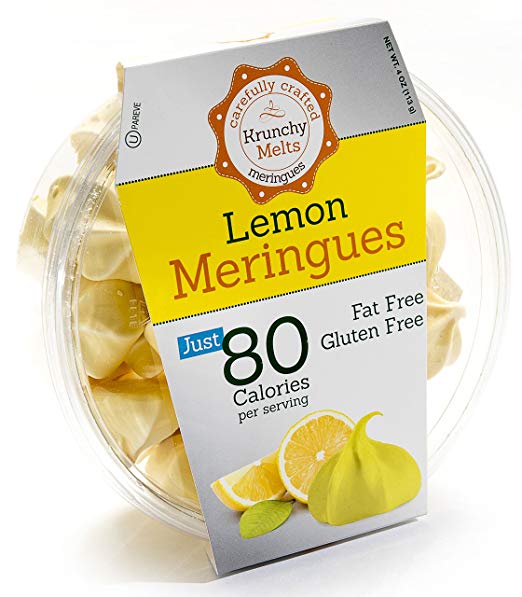 carefully crafted
Krunchy
Melts
meringues
NET WT. 4 OZ (113 g)
U PAREVE
Lemon
Meringues
Just 80
Calories
per serving
Fat Free
Gluten Free